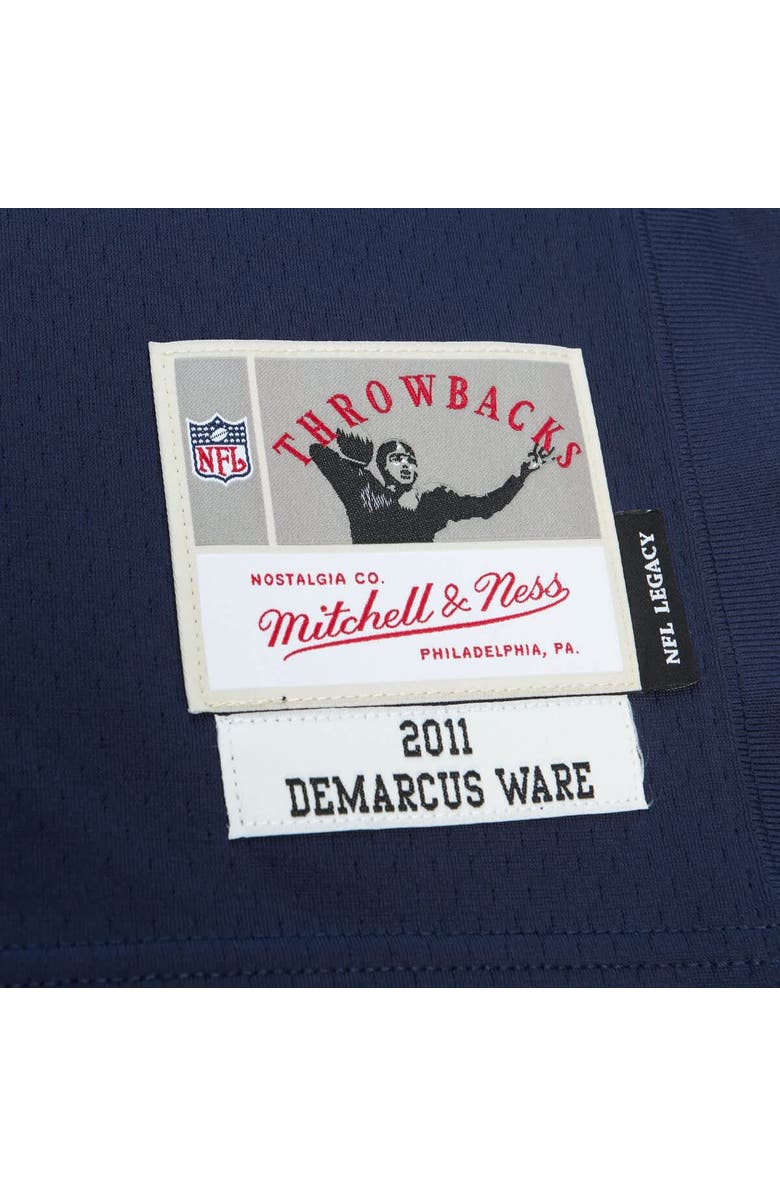 THROWBACKS
NFL
NOSTALGIA CO.
Mitchell & Ness
PHILADELPHIA, PA.
NFL LEGACY
2011
DEMARCUS WARE